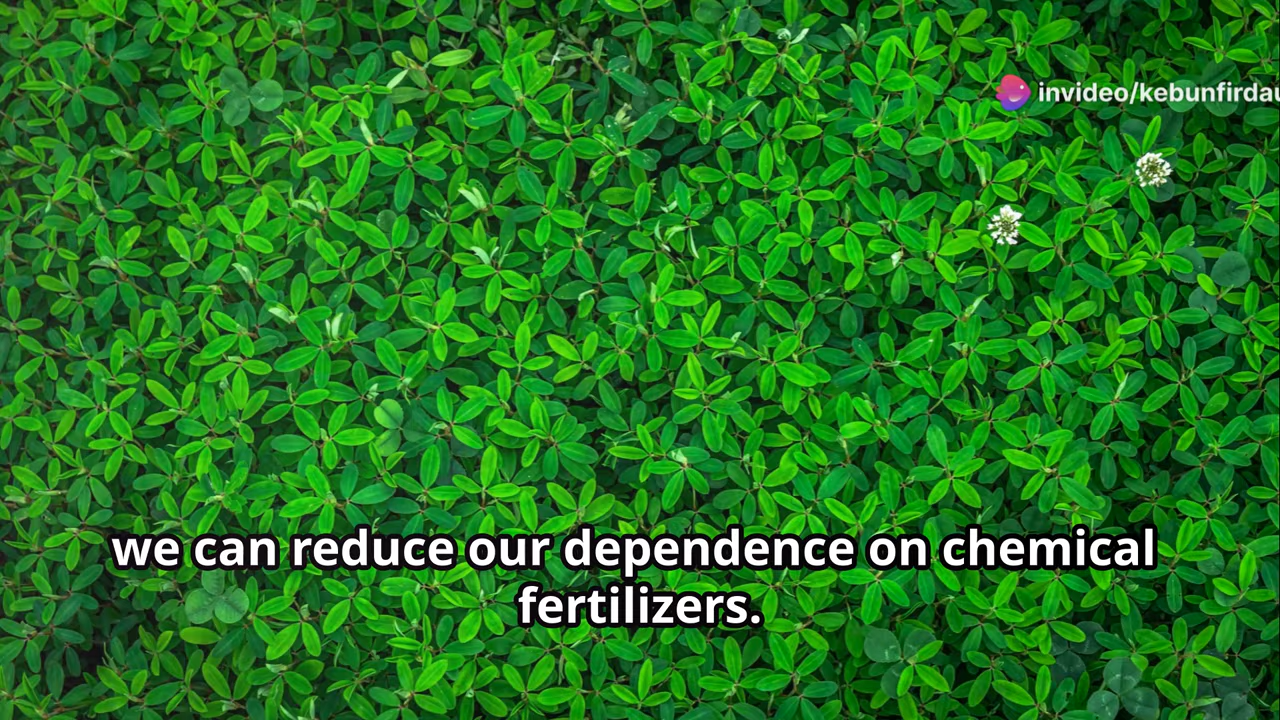 invideo/kebunfirdau
we can reduce our dependence on chemical
fertilizers.